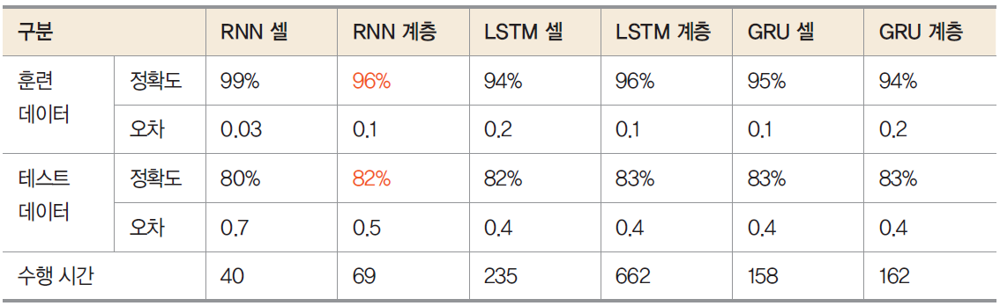 구분 RNN 셀 RNN 계층 LSTM 셀 LSTM 계층 GRU 셀 GRU 계층
훈련 데이터 정확도 99% 96% 94% 96% 95% 94%
오차 0.03 0.1 0.2 0.1 0.1 0.2
테스트 데이터 정확도 80% 82% 82% 83% 83% 83%
오차 0.7 0.5 0.4 0.4 0.4 0.4
수행 시간 40 69 235 662 158 162